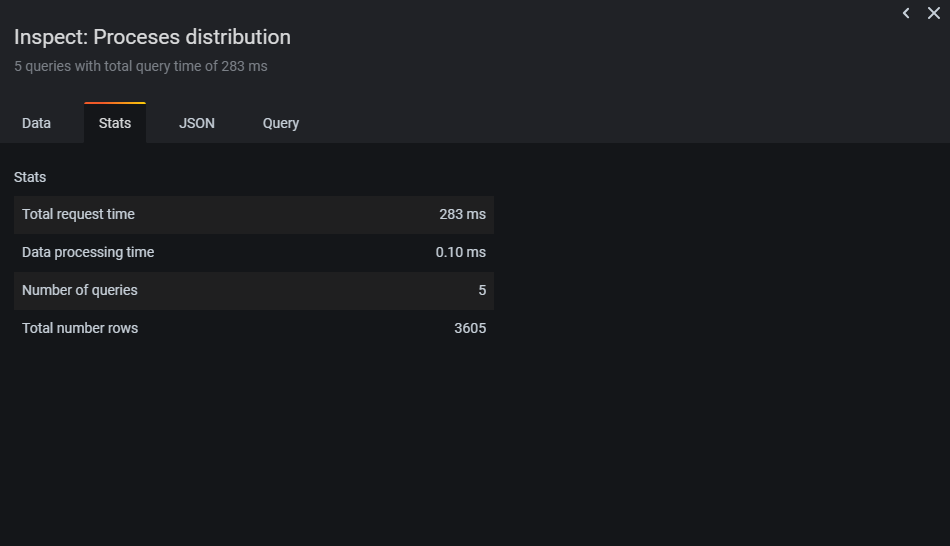 Inspect: Proceses distribution
5 queries with total query time of 283 ms
Data Stats JSON Query
Stats
Total request time 283 ms
Data processing time 0.10 ms
Number of queries 5
Total number rows 3605